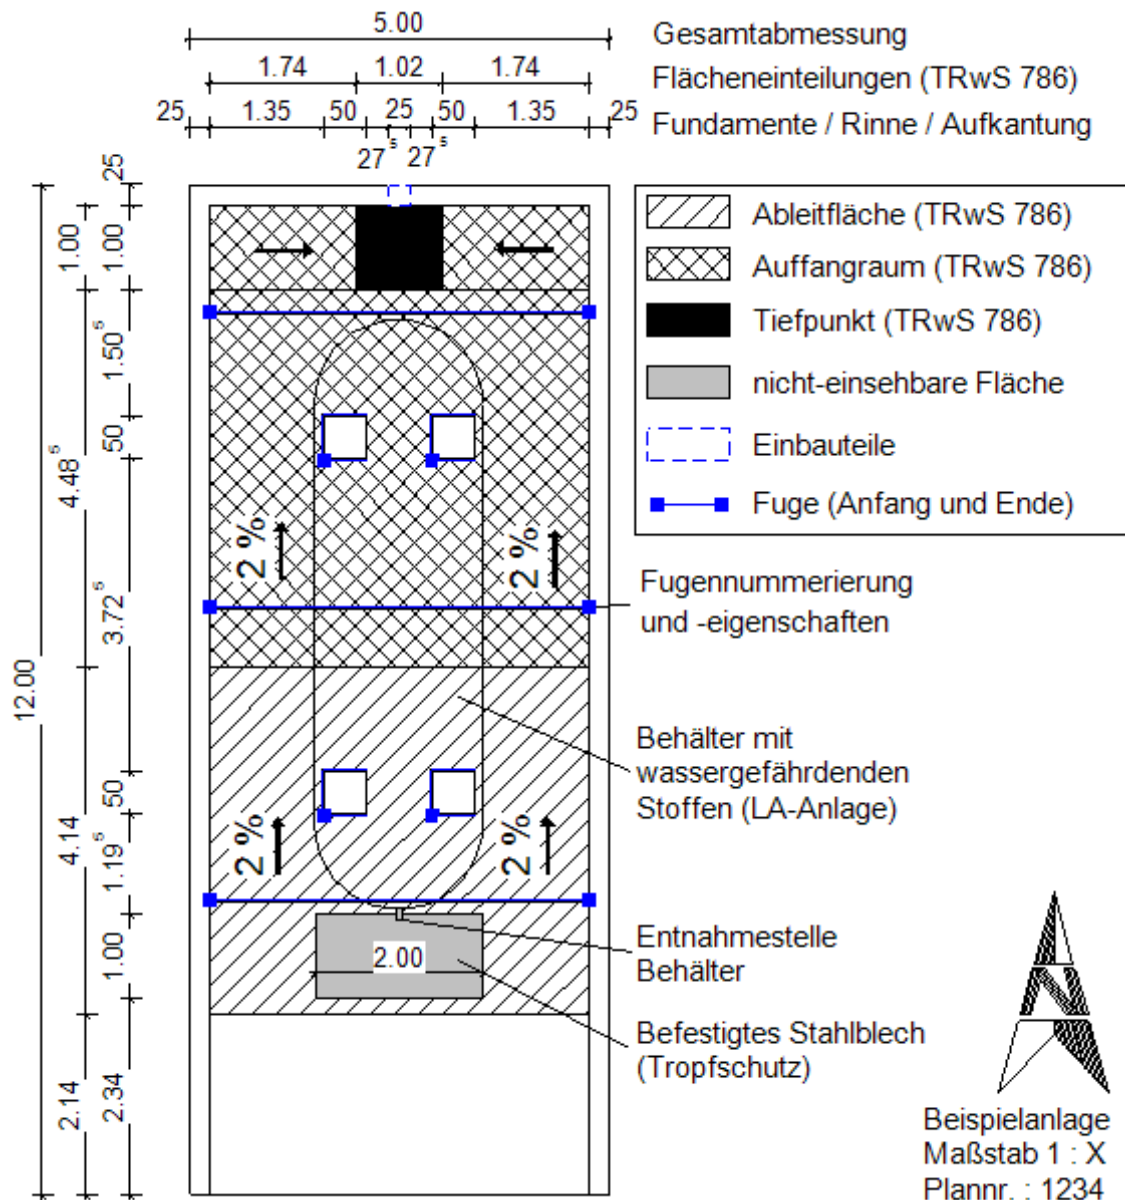 5.00
Gesamtabmessung
1.74 1.02 1.74
Flächeneinteilungen (TRwS 786)
25 1.35 50 25 50 1.35 25
Fundamente / Rinne / Aufkantung
27⁵ 27⁵
25
1.00 1.00
1.50⁵
50
4.48⁵
3.72⁵
12.00
50
4.14
1.19⁵
1.00
2.34
2.14
2 %
2 %
2 %
2 %
2.00
Ableitfläche (TRwS 786)
Auffangraum (TRwS 786)
Tiefpunkt (TRwS 786)
nicht-einsehbare Fläche
Einbauteile
Fuge (Anfang und Ende)
Fugennummerierung
und -eigenschaften
Behälter mit
wassergefährdenden
Stoffen (LA-Anlage)
Entnahmestelle
Behälter
Befestigtes Stahlblech
(Tropfschutz)
N
Beispielanlage
Maßstab 1 : X
Plannr. : 1234